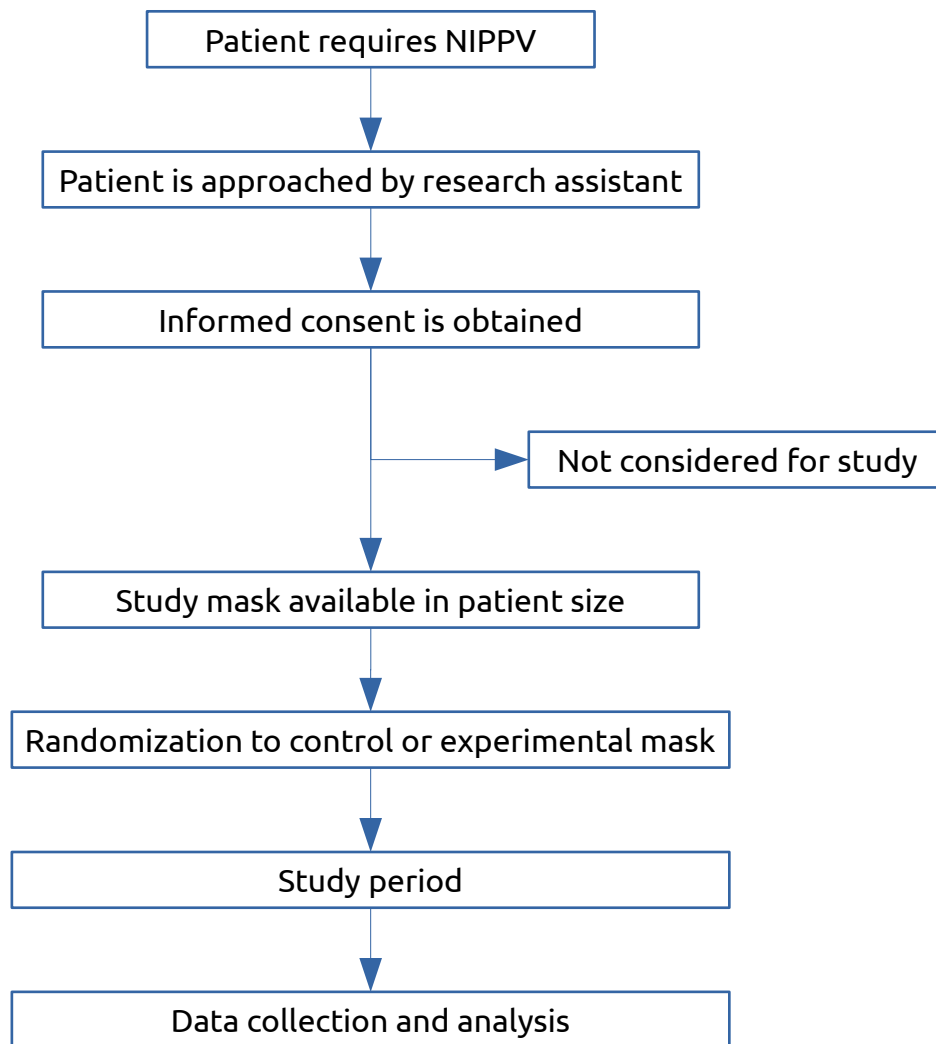 Patient requires NIPPV
Patient is approached by research assistant
Informed consent is obtained
Not considered for study
Study mask available in patient size
Randomization to control or experimental mask
Study period
Data collection and analysis